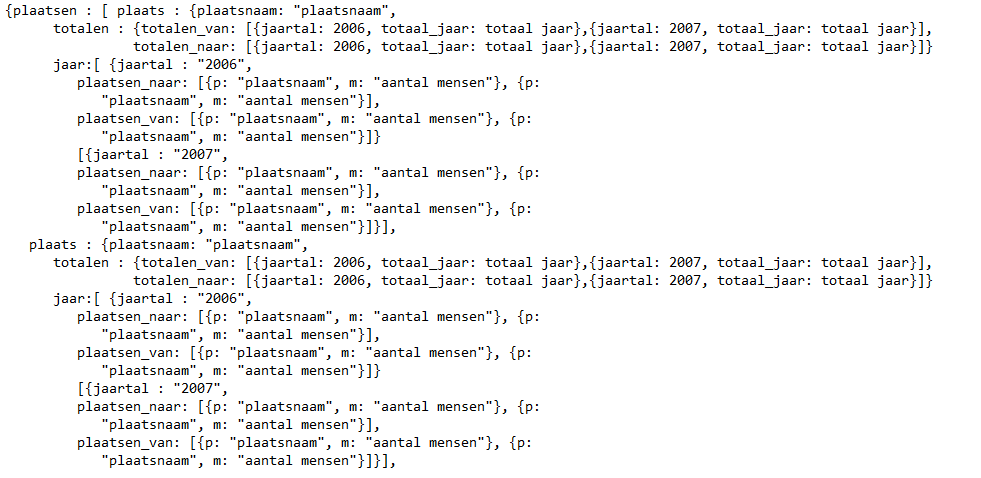 {plaatsen : [ plaats : {plaatsnaam: "plaatsnaam",
totalen : {totalen_van: [{jaartal: 2006, totaal_jaar: totaal jaar},{jaartal: 2007, totaal_jaar: totaal jaar}],
totalen_naar: [{jaartal: 2006, totaal_jaar: totaal jaar},{jaartal: 2007, totaal_jaar: totaal jaar}]}
jaar:[ {jaartal : "2006",
plaatsen_naar: [{p: "plaatsnaam", m: "aantal mensen"}, {p:
"plaatsnaam", m: "aantal mensen"}],
plaatsen_van: [{p: "plaatsnaam", m: "aantal mensen"}, {p:
"plaatsnaam", m: "aantal mensen"}]}
[{jaartal : "2007",
plaatsen_naar: [{p: "plaatsnaam", m: "aantal mensen"}, {p:
"plaatsnaam", m: "aantal mensen"}],
plaatsen_van: [{p: "plaatsnaam", m: "aantal mensen"}, {p:
"plaatsnaam", m: "aantal mensen"}]}],
plaats : {plaatsnaam: "plaatsnaam",
totalen : {totalen_van: [{jaartal: 2006, totaal_jaar: totaal jaar},{jaartal: 2007, totaal_jaar: totaal jaar}],
totalen_naar: [{jaartal: 2006, totaal_jaar: totaal jaar},{jaartal: 2007, totaal_jaar: totaal jaar}]}
jaar:[ {jaartal : "2006",
plaatsen_naar: [{p: "plaatsnaam", m: "aantal mensen"}, {p:
"plaatsnaam", m: "aantal mensen"}],
plaatsen_van: [{p: "plaatsnaam", m: "aantal mensen"}, {p:
"plaatsnaam", m: "aantal mensen"}]}
[{jaartal : "2007",
plaatsen_naar: [{p: "plaatsnaam", m: "aantal mensen"}, {p:
"plaatsnaam", m: "aantal mensen"}],
plaatsen_van: [{p: "plaatsnaam", m: "aantal mensen"}, {p:
"plaatsnaam", m: "aantal mensen"}]}],